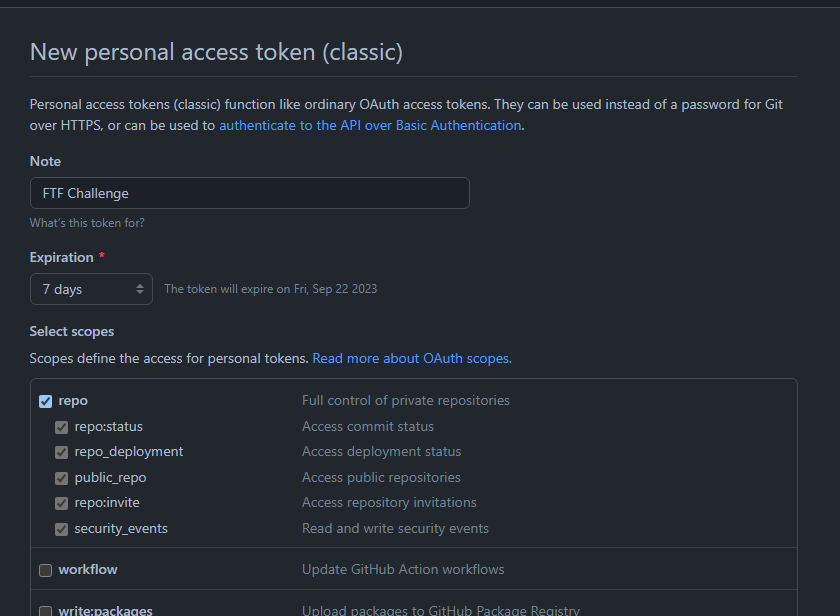 New personal access token (classic)
Personal access tokens (classic) function like ordinary OAuth access tokens. They can be used instead of a password for Git
over HTTPS, or can be used to authenticate to the API over Basic Authentication.
Note
FTF Challenge
What's this token for?
Expiration *
7 days The token will expire on Fri, Sep 22 2023
Select scopes
Scopes define the access for personal tokens. Read more about OAuth scopes.
repo Full control of private repositories
repo:status Access commit status
repo_deployment Access deployment status
public_repo Access public repositories
repo:invite Access repository invitations
security_events Read and write security events
workflow Update GitHub Action workflows
write:packages Upload packages to GitHub Package Registry